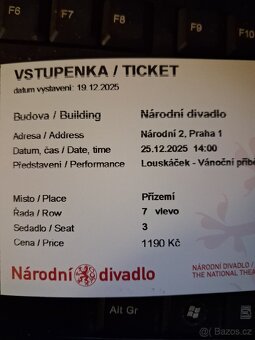 F6
F7
F9
F10
VSTUPENKA / TICKET
datum vystavení: 19.12.2025
Budova / Building Národní divadlo
Adresa / Address Národní 2, Praha 1
Datum, čas / Date, time 25.12.2025 14:00
Představení / Performance Louskáček - Vánoční příbě
Místo / Place Přízemí
Řada / Row 7 vlevo
Sedadlo / Seat 3
Cena / Price 1190 Kč
Národní divadlo
NÁRODNÍ DIVADLO /
THE NATIONAL THEA
Alt Gr
sbazar.cz